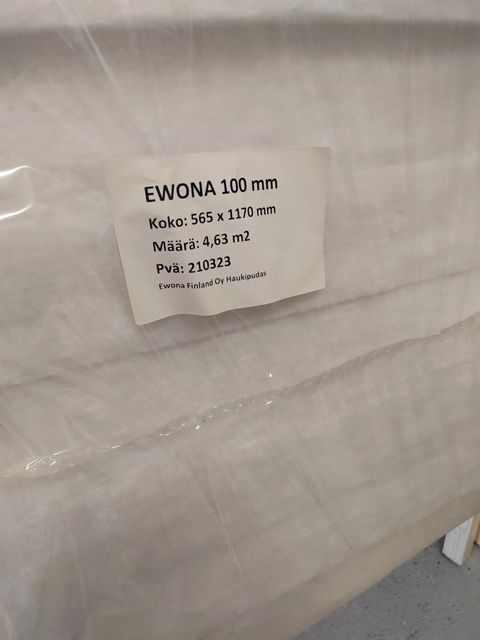 EWONA 100 mm
Koko: 565 x 1170 mm
Määrä: 4,63 m2
Pvä: 210323
Ewona Finland Oy Haukipudas